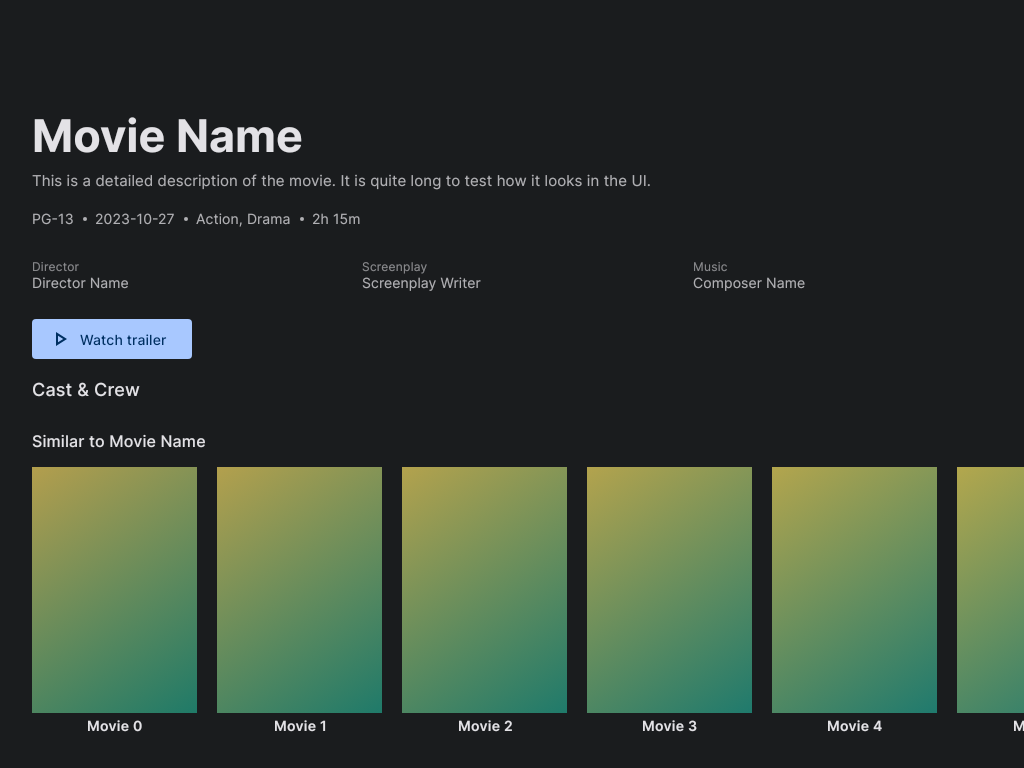 Movie Name
This is a detailed description of the movie. It is quite long to test how it looks in the UI.
PG-13 • 2023-10-27 • Action, Drama • 2h 15m
Director Screenplay Music
Director Name Screenplay Writer Composer Name
Watch trailer
Cast & Crew
Similar to Movie Name
Movie 0 Movie 1 Movie 2 Movie 3 Movie 4